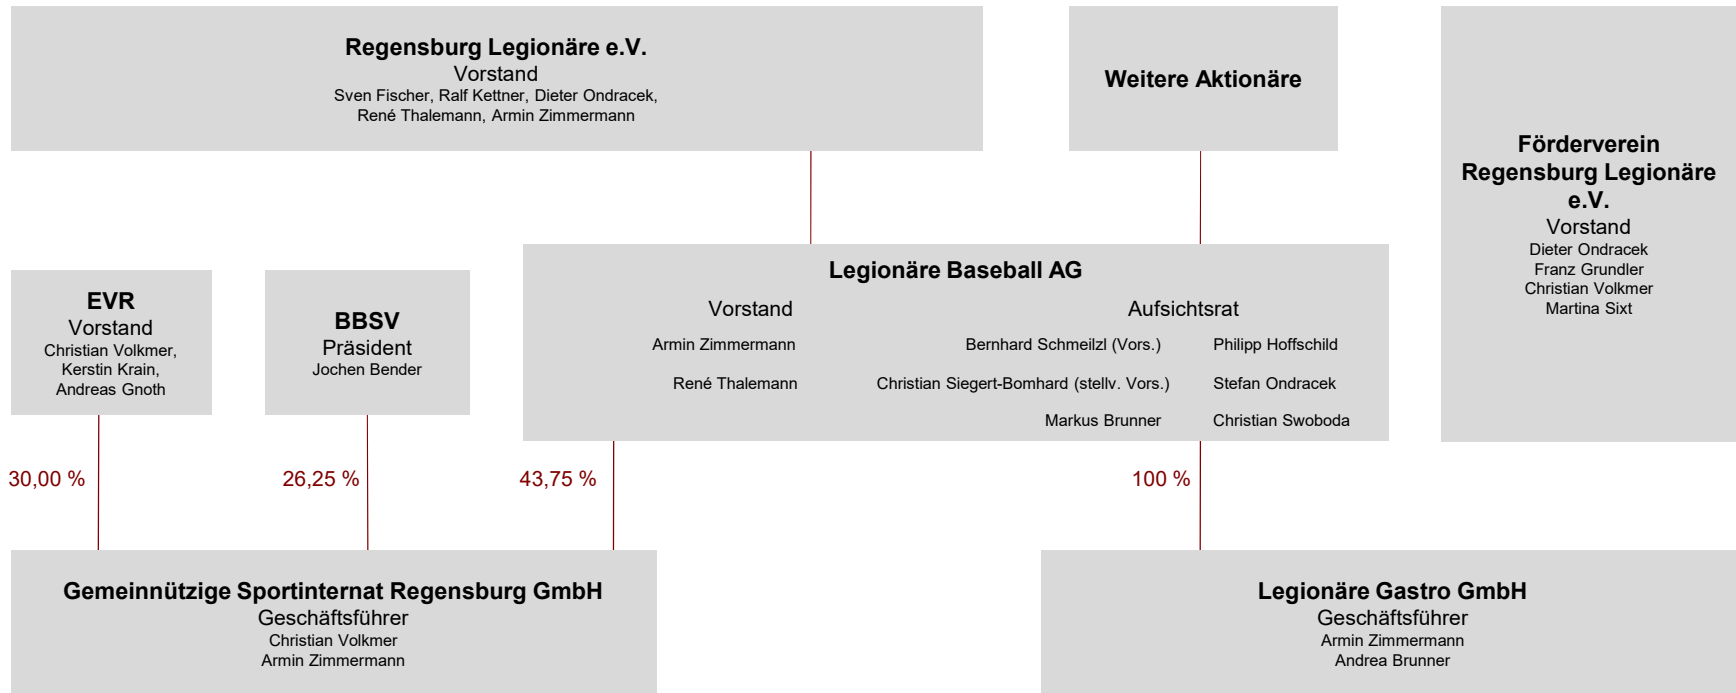 Regensburg Legionäre e.V.
Vorstand
Sven Fischer, Ralf Kettner, Dieter Ondracek,
René Thalemann, Armin Zimmermann
Weitere Aktionäre
Förderverein
Regensburg Legionäre
e.V.
Vorstand
Dieter Ondracek
Franz Grundler
Christian Volkmer
Martina Sixt
EVR
Vorstand
Christian Volkmer,
Kerstin Krain,
Andreas Gnoth
BBSV
Präsident
Jochen Bender
Legionäre Baseball AG
Vorstand
Armin Zimmermann
René Thalemann
Aufsichtsrat
Bernhard Schmeilzl (Vors.)
Christian Siegert-Bomhard (stellv. Vors.)
Markus Brunner
Philipp Hoffschild
Stefan Ondracek
Christian Swoboda
30,00 %
26,25 %
43,75 %
100 %
Gemeinnützige Sportinternat Regensburg GmbH
Geschäftsführer
Christian Volkmer
Armin Zimmermann
Legionäre Gastro GmbH
Geschäftsführer
Armin Zimmermann
Andrea Brunner